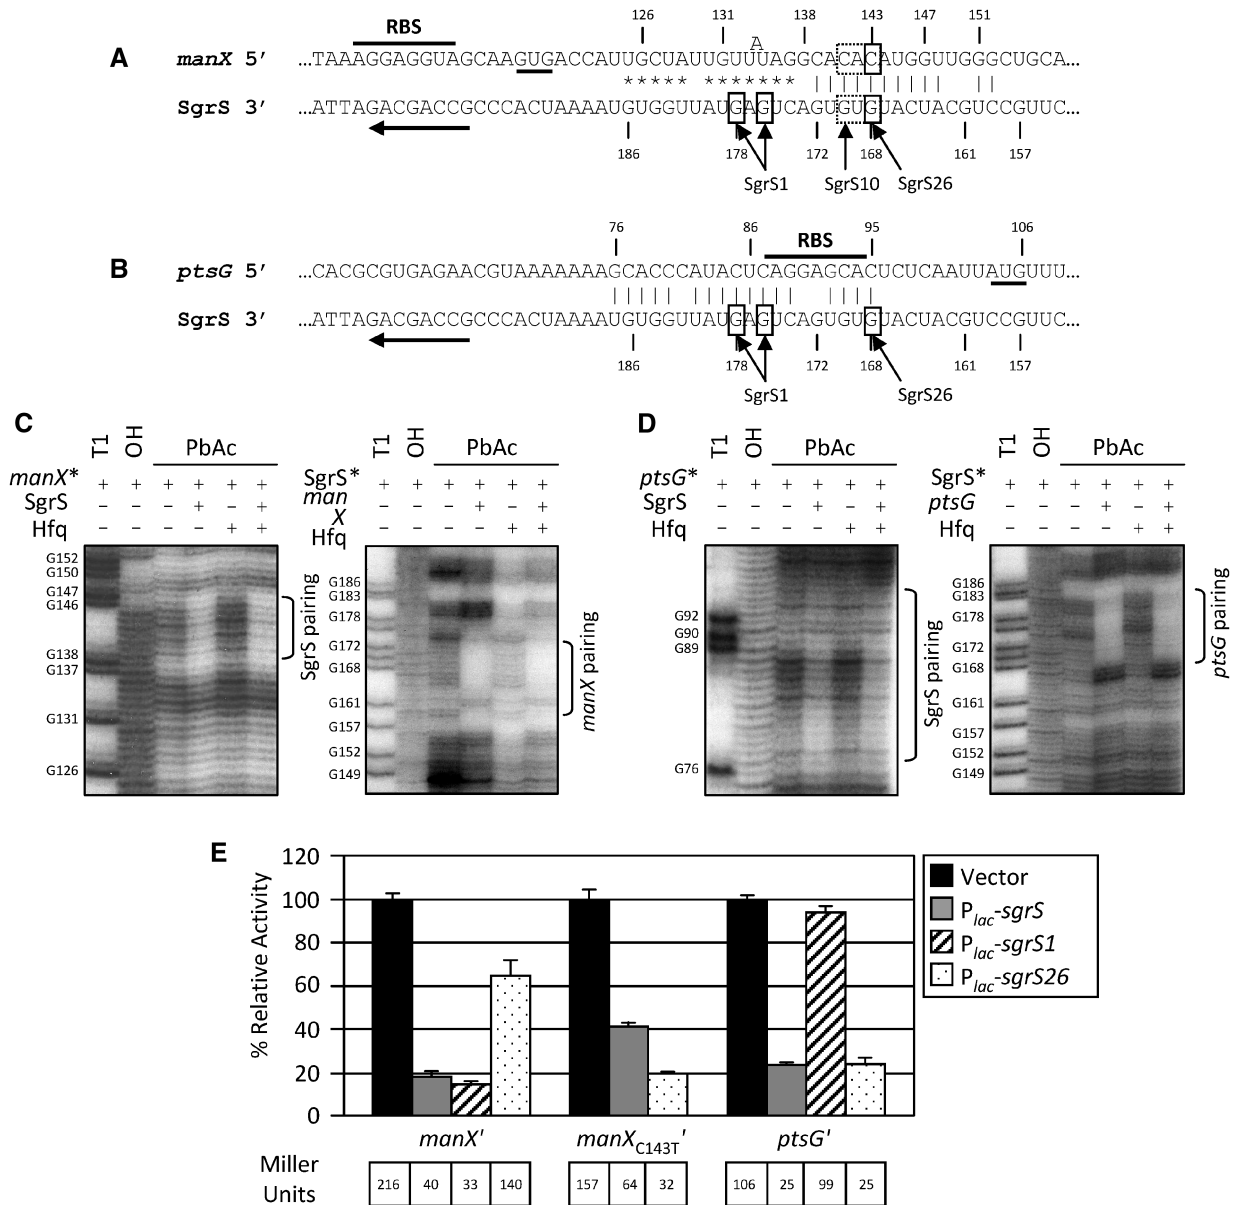 126 131 138 143 147 151
RBS
A
A manX 5′ ...UAAAGGAGGUAGCAAGUGACCAUUGCUAUUGUUUAGGCACACAUGGUUGGGCUGCA...
* * * * * * * * * * * *
SgrS 3′ ...AUUAGACGACCGCCCACUAAAAUGUGGUUAUGAGUCAGUGUGUACUACGUCCGUUC...
186 178 172 168 161 157
SgrS1 SgrS10 SgrS26
76 86 95 106
RBS
B ptsG 5′ ...CACGCGUGAGAACGUAAAAAAAGCACCCAUACUCAGGAGCACUCUCAAUUAUGUUU...
SgrS 3′ ...AUUAGACGACCGCCCACUAAAAUGUGGUUAUGAGUCAGUGUGUACUACGUCCGUUC...
186 178 172 168 161 157
SgrS1 SgrS26
C
T1 OH PbAc
manX* + + + + +
SgrS − − − + − +
Hfq − − − − + +
G152
G150
G147
G146
G138
G137
G131
G126
SgrS pairing
T1 OH PbAc
SgrS* + + + + +
manX − − − + − +
Hfq − − − − + +
G186
G183
G178
G172
G168
G161
G157
G152
G149
manX pairing
D
T1 OH PbAc
ptsG* + + + + +
SgrS − − − + − +
Hfq − − − − + +
G92
G90
G89
G76
SgrS pairing
T1 OH PbAc
SgrS* + + + + + +
ptsG − − − + − +
Hfq − − − − + +
G186
G183
G178
G172
G168
G161
G157
G152
G149
ptsG pairing
E
% Relative Activity
120
100
80
60
40
20
0
Vector
Plac-sgrS
Plac-sgrS1
Plac-sgrS26
manX' manXC143T' ptsG'
Miller Units
216 40 33 140 157 64 32 106 25 99 25